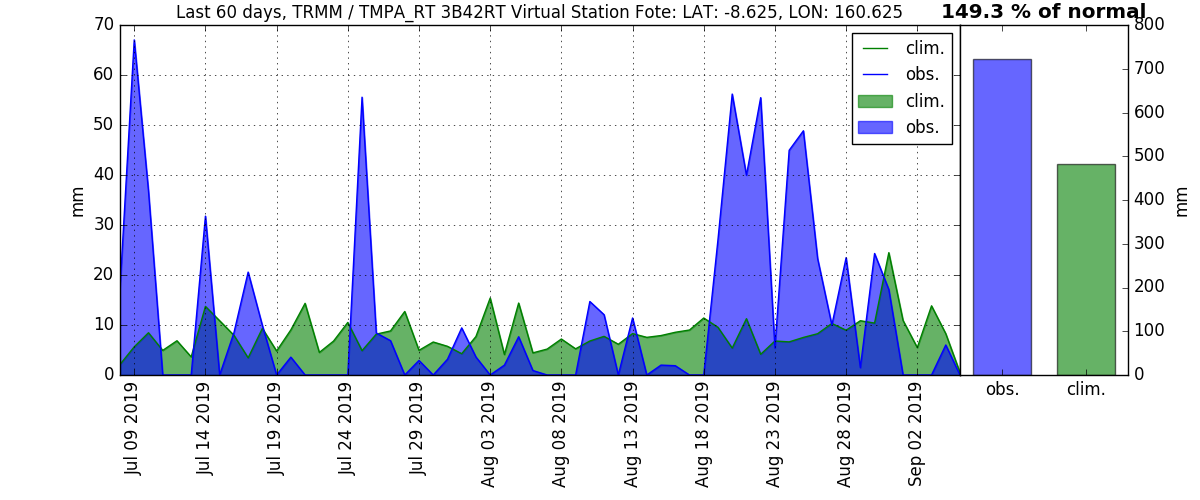 Last 60 days, TRMM / TMPA_RT 3B42RT Virtual Station Fote: LAT: -8.625, LON: 160.625
149.3 % of normal
70
60
50
40
30
20
10
0
mm
clim.
obs.
clim.
obs.
800
700
600
500
400
300
200
100
0
mm
Jul 09 2019
Jul 14 2019
Jul 19 2019
Jul 24 2019
Jul 29 2019
Aug 03 2019
Aug 08 2019
Aug 13 2019
Aug 18 2019
Aug 23 2019
Aug 28 2019
Sep 02 2019
obs.
clim.